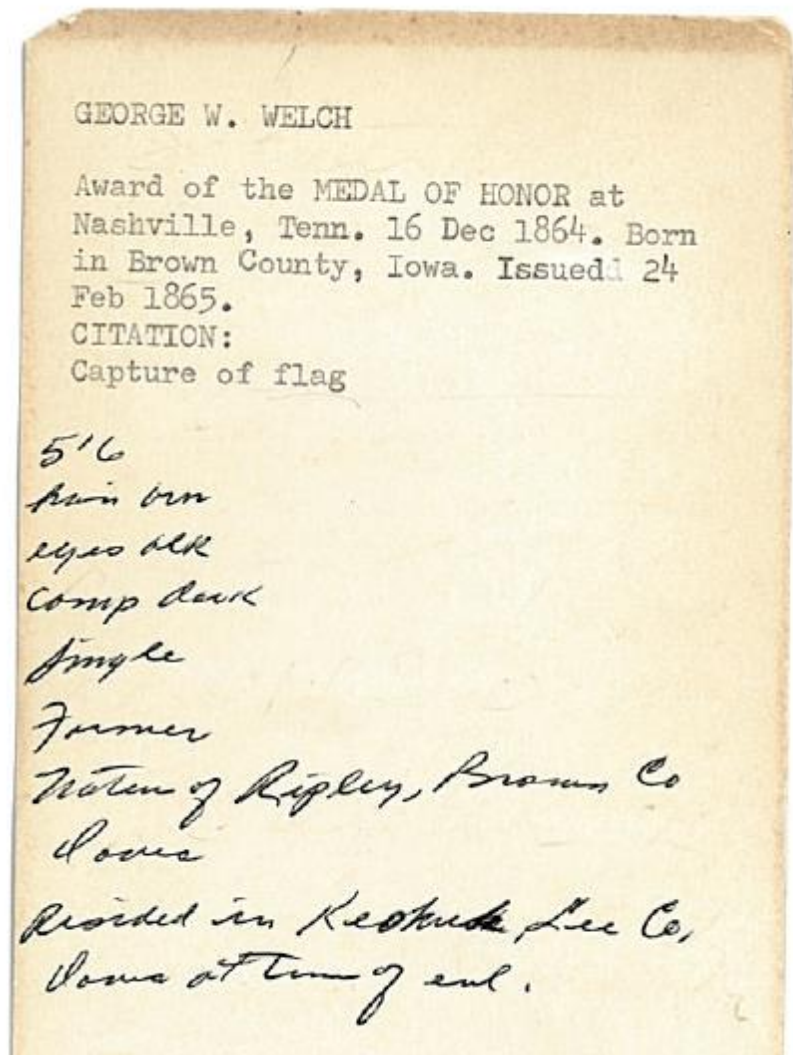 GEORGE W. WELCH
Award of the MEDAL OF HONOR at
Nashville, Tenn. 16 Dec 1864. Born
in Brown County, Iowa. Issued 24
Feb 1865.
CITATION:
Capture of flag
5'6
hair brn
eyes blk
comp dark
single
Farmer
Native of Ripley, Brown Co
Iowa
Resided in Keokuk Lee Co,
Iowa at time of enl.